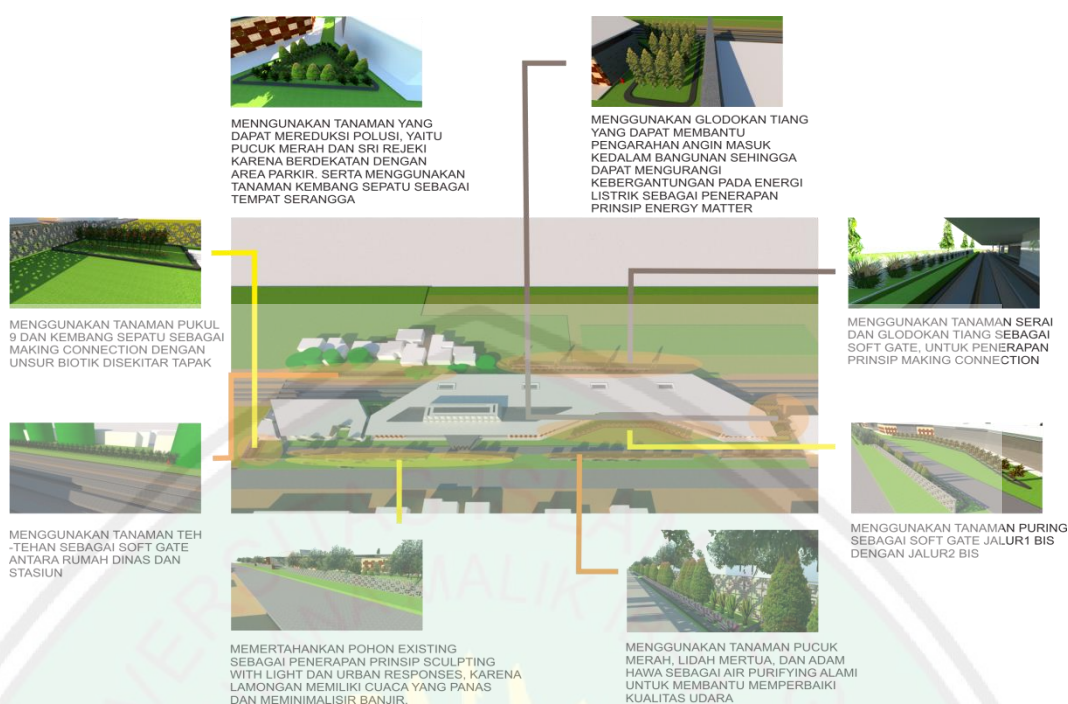 MENNGUNAKAN TANAMAN YANG
DAPAT MEREDUKSI POLUSI, YAITU
PUCUK MERAH DAN SRI REJEKI
KARENA BERDEKATAN DENGAN
AREA PARKIR. SERTA MENGGUNAKAN
TANAMAN KEMBANG SEPATU SEBAGAI
TEMPAT SERANGGA
MENGGUNAKAN GLODOKAN TIANG
YANG DAPAT MEMBANTU
PENGARAHAN ANGIN MASUK
KEDALAM BANGUNAN SEHINGGA
DAPAT MENGURANGI
KEBERGANTUNGAN PADA ENERGI
LISTRIK SEBAGAI PENERAPAN
PRINSIP ENERGY MATTER
MENGGUNAKAN TANAMAN PUKUL
9 DAN KEMBANG SEPATU SEBAGAI
MAKING CONNECTION DENGAN
UNSUR BIOTIK DISEKITAR TAPAK
MENGGUNAKAN TANAMAN SERAI
DAN GLODOKAN TIANG SEBAGAI
SOFT GATE, UNTUK PENERAPAN
PRINSIP MAKING CONNECTION
MENGGUNAKAN TANAMAN TEH
-TEHAN SEBAGAI SOFT GATE
ANTARA RUMAH DINAS DAN
STASIUN
MENGGUNAKAN TANAMAN PURING
SEBAGAI SOFT GATE JALUR1 BIS
DENGAN JALUR2 BIS
MEMERTAHANKAN POHON EXISTING
SEBAGAI PENERAPAN PRINSIP SCULPTING
WITH LIGHT DAN URBAN RESPONSES, KARENA
LAMONGAN MEMILIKI CUACA YANG PANAS
DAN MEMINIMALISIR BANJIR.
MENGGUNAKAN TANAMAN PUCUK
MERAH, LIDAH MERTUA, DAN ADAM
HAWA SEBAGAI AIR PURIFYING ALAMI
UNTUK MEMBANTU MEMPERBAIKI
KUALITAS UDARA